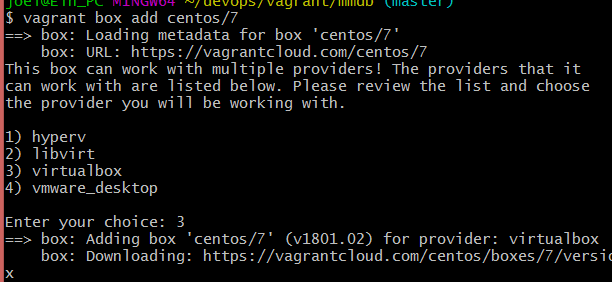 joel@Eth_PC MINGW64 ~/devops/vagrant/mmdb (master)
$ vagrant box add centos/7
==> box: Loading metadata for box 'centos/7'
    box: URL: https://vagrantcloud.com/centos/7
This box can work with multiple providers! The providers that it
can work with are listed below. Please review the list and choose
the provider you will be working with.
1) hyperv
2) libvirt
3) virtualbox
4) vmware_desktop
Enter your choice: 3
==> box: Adding box 'centos/7' (v1801.02) for provider: virtualbox
    box: Downloading: https://vagrantcloud.com/centos/boxes/7/versio
x